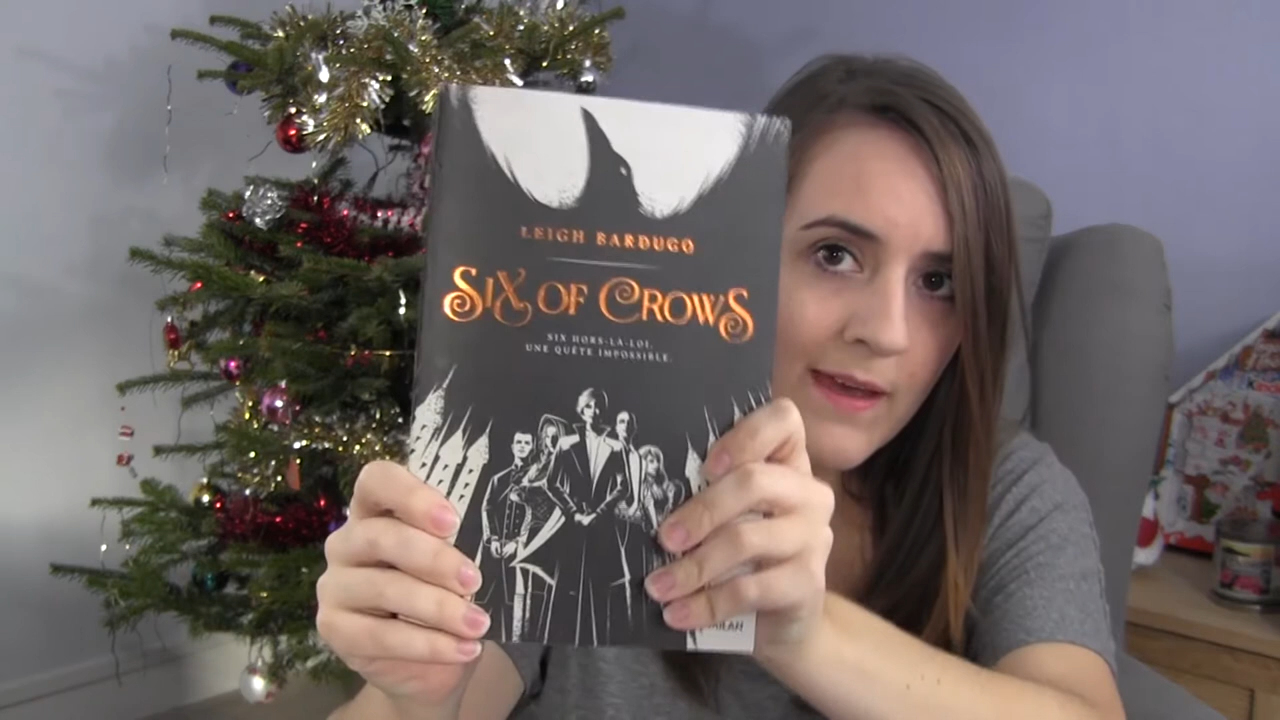 LEIGH BARDUGO
SIX OF CROWS
SIX HORS-LA-LOI.
UNE QUÊTE IMPOSSIBLE.